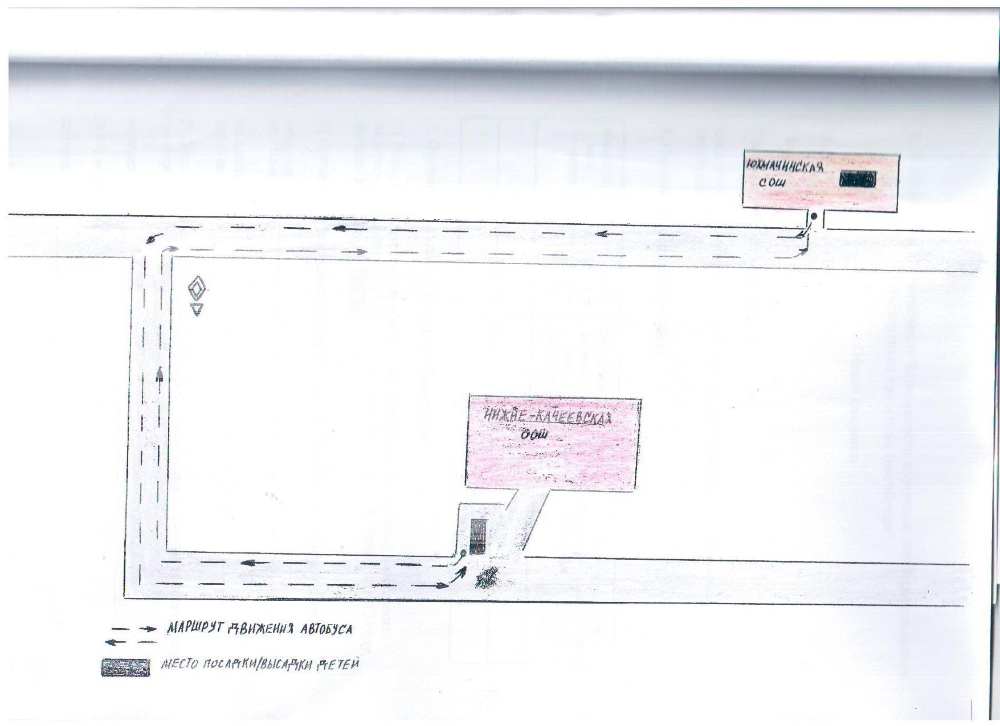 ЮХМАЧИНСКАЯ
СОШ
НИЖНЕ-КАЧЕЕВСКАЯ
ООШ
МАРШРУТ ДВИЖЕНИЯ АВТОБУСА
МЕСТО ПОСАДКИ/ВЫСАДКИ ДЕТЕЙ